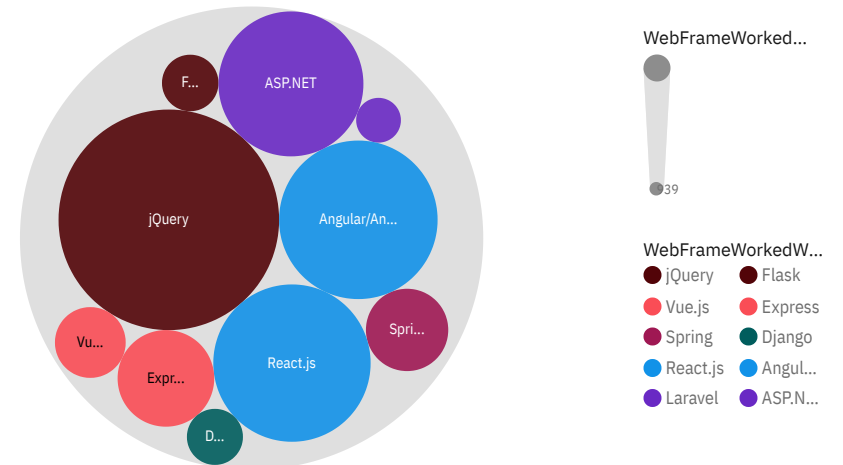 WebFrameWorked...
F...
ASP.NET
939
jQuery
Angular/An...
WebFrameWorkedW...
jQuery
Flask
Vue.js
Express
Spring
Django
React.js
Angul...
Laravel
ASP.N...
Spri...
Vu...
Expr...
React.js
D...